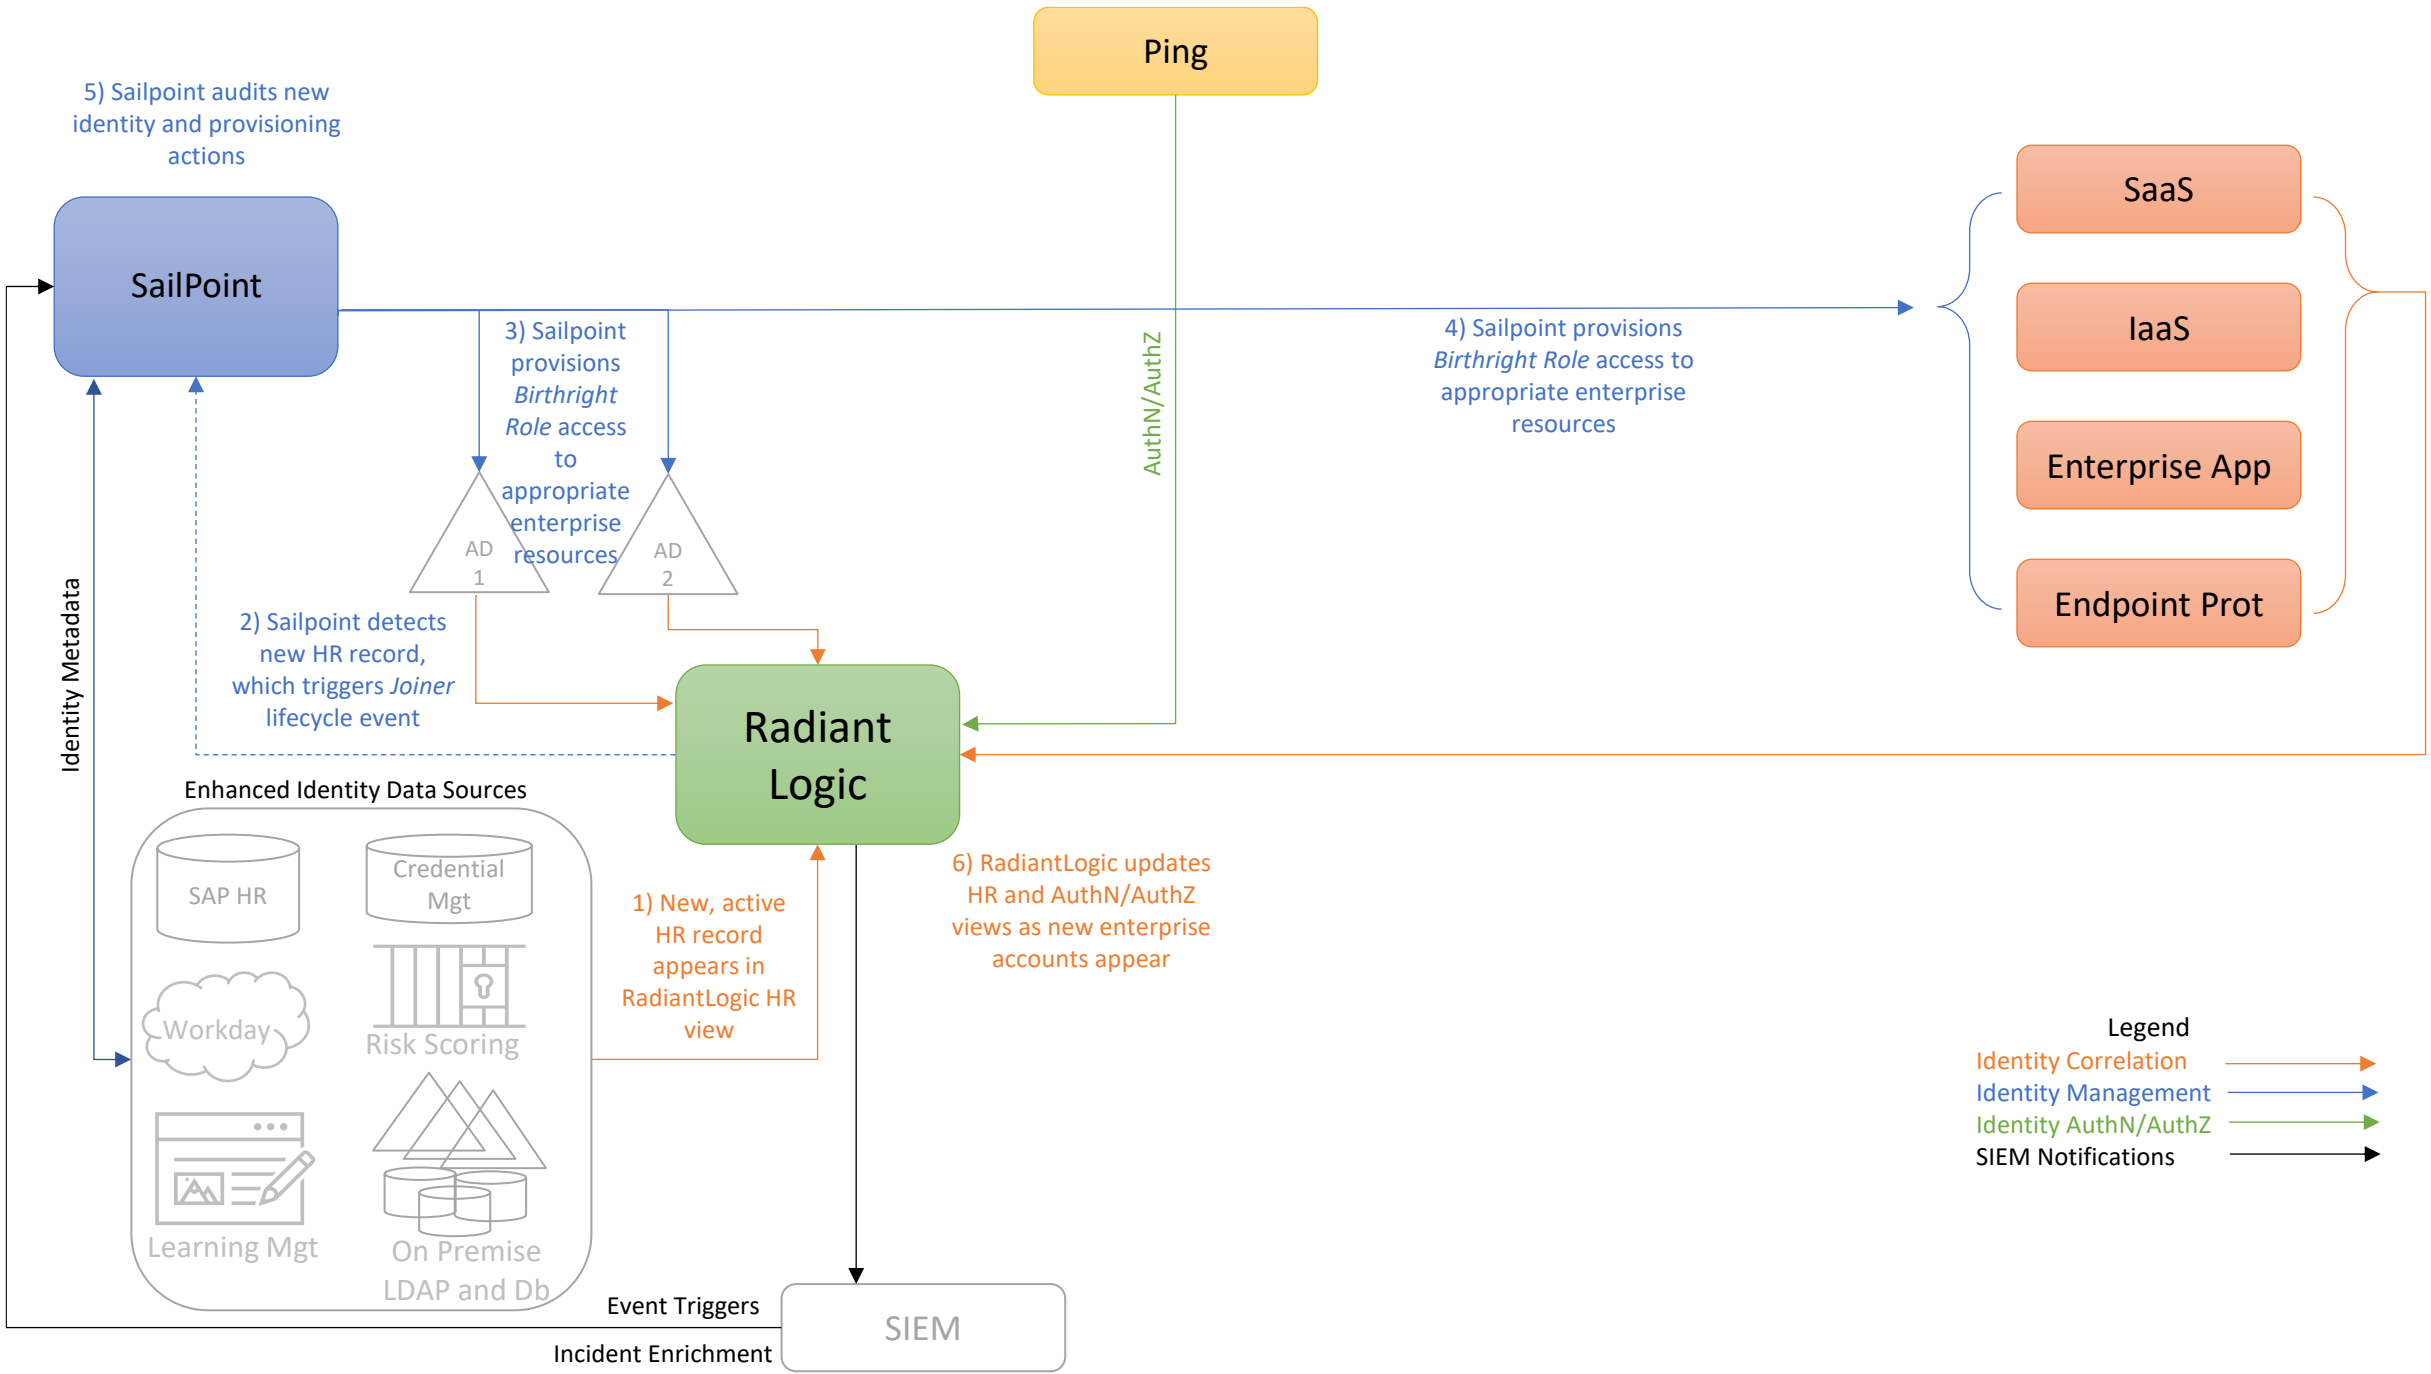 Ping
5) Sailpoint audits new
identity and provisioning
actions
SailPoint
SaaS
IaaS
Enterprise App
Endpoint Prot
3) Sailpoint
provisions
Birthright
Role access
to
appropriate
enterprise
resources
4) Sailpoint provisions
Birthright Role access to
appropriate enterprise
resources
AuthN/AuthZ
AD
1
AD
2
Identity Metadata
2) Sailpoint detects
new HR record,
which triggers Joiner
lifecycle event
Radiant
Logic
Enhanced Identity Data Sources
SAP HR
Credential
Mgt
Workday
Risk Scoring
Learning Mgt
On Premise
LDAP and Db
1) New, active
HR record
appears in
RadiantLogic HR
view
6) RadiantLogic updates
HR and AuthN/AuthZ
views as new enterprise
accounts appear
Event Triggers
Incident Enrichment
SIEM
Legend
Identity Correlation
Identity Management
Identity AuthN/AuthZ
SIEM Notifications